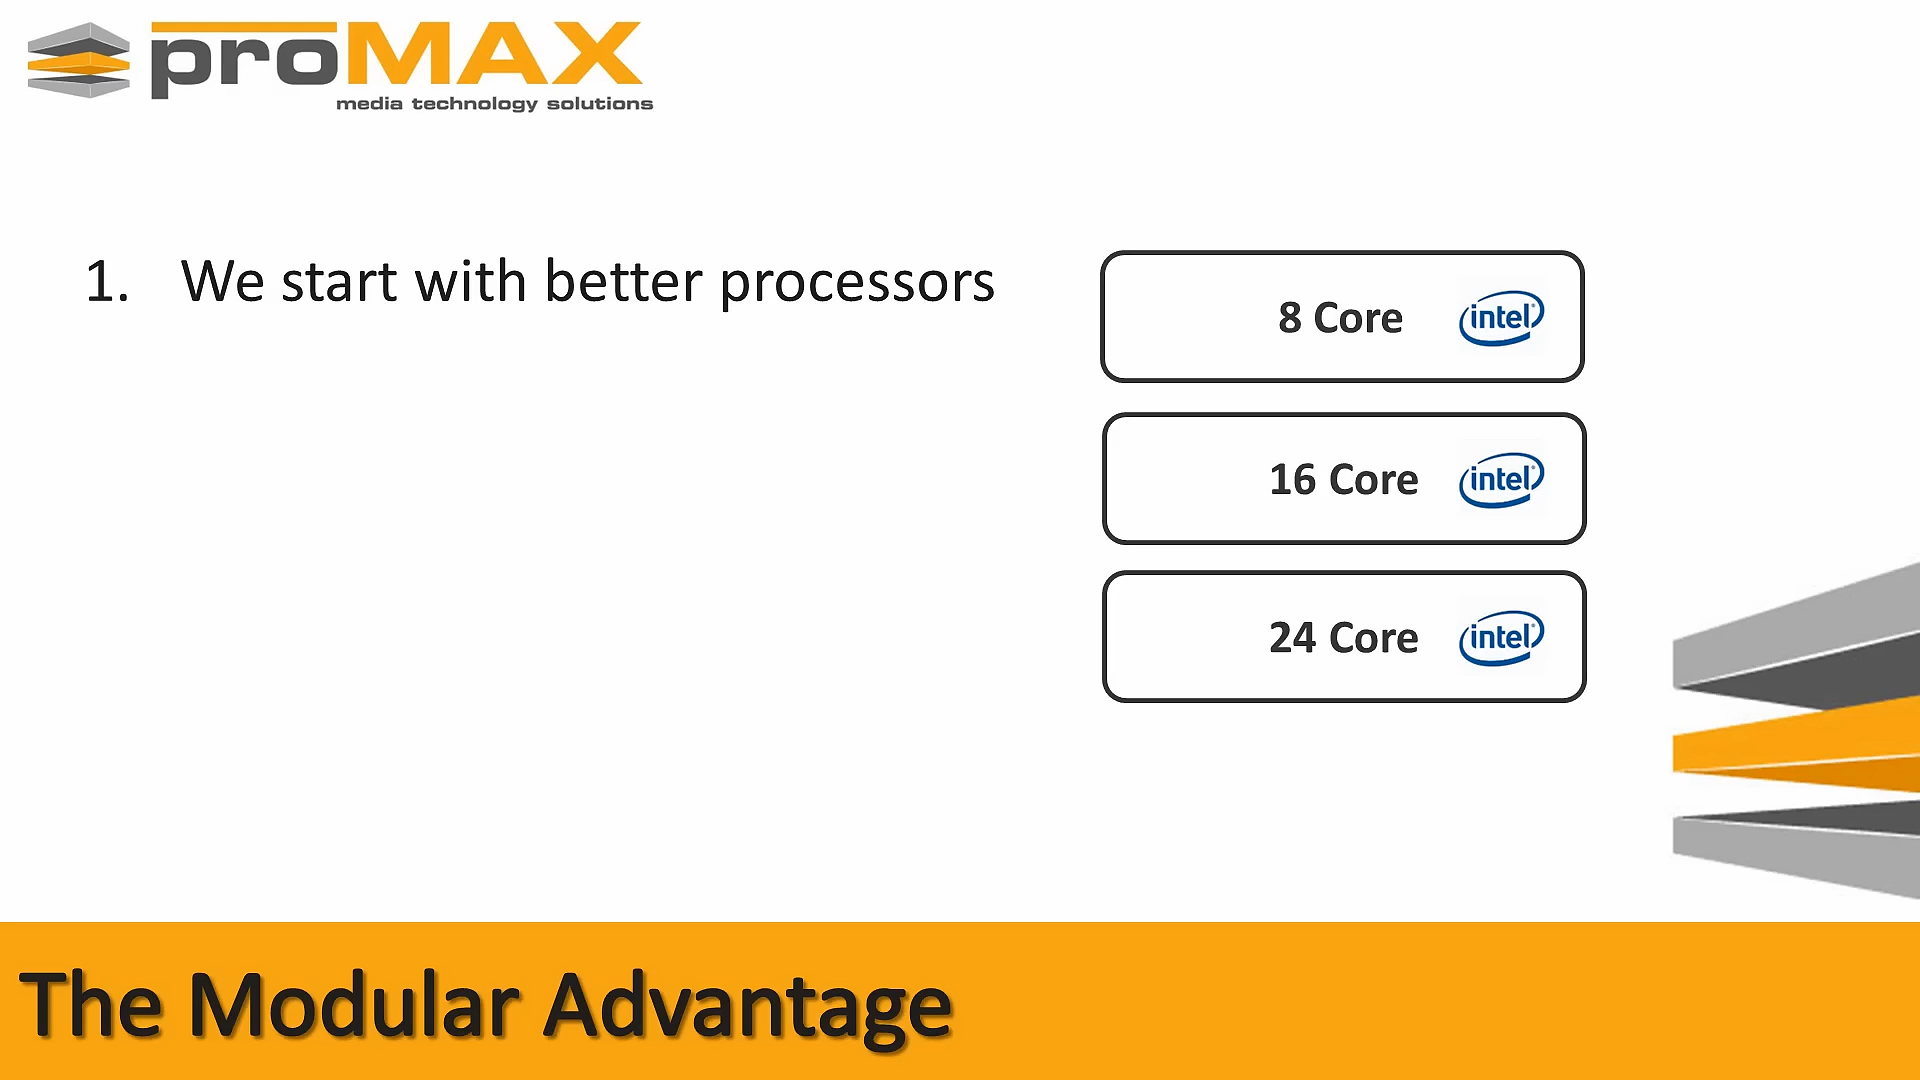 proMAX
media technology solutions
1. We start with better processors
8 Core intel
16 Core intel
24 Core intel
The Modular Advantage